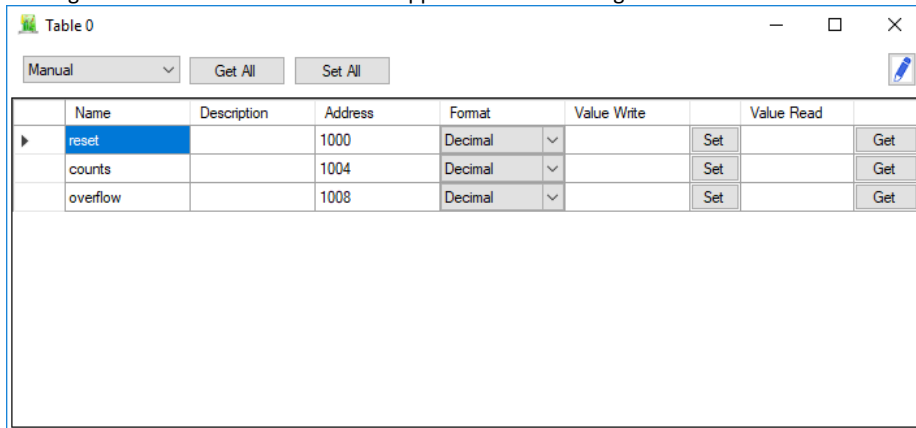 Table 0
Manual Get All Set All
Name Description Address Format Value Write Value Read
reset 1000 Decimal Set Get
counts 1004 Decimal Set Get
overflow 1008 Decimal Set Get